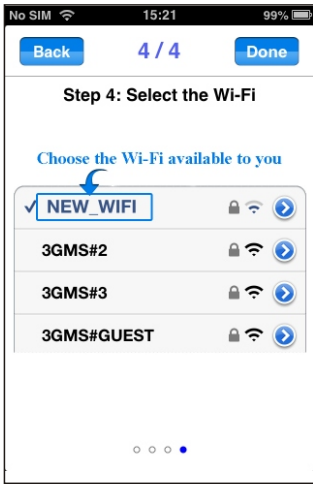 No SIM 15:21 99%
Back 4 / 4 Done
Step 4: Select the Wi-Fi
Choose the Wi-Fi available to you
NEW_WIFI
3GMS#2
3GMS#3
3GMS#GUEST